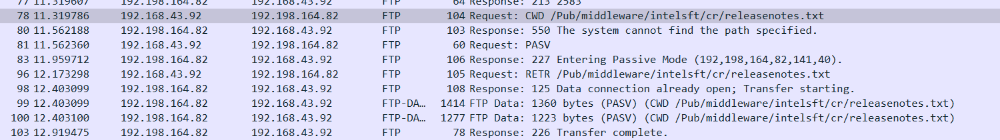 77 11.319607 192.198.164.82 192.168.43.92 FTP 64 Response: 213 2583
78 11.319786 192.168.43.92 192.198.164.82 FTP 104 Request: CWD /Pub/middleware/intelsft/cr/releasenotes.txt
80 11.562188 192.198.164.82 192.168.43.92 FTP 103 Response: 550 The system cannot find the path specified.
81 11.562360 192.168.43.92 192.198.164.82 FTP 60 Request: PASV
83 11.959712 192.198.164.82 192.168.43.92 FTP 106 Response: 227 Entering Passive Mode (192,198,164,82,141,40).
96 12.173298 192.168.43.92 192.198.164.82 FTP 105 Request: RETR /Pub/middleware/intelsft/cr/releasenotes.txt
98 12.403099 192.198.164.82 192.168.43.92 FTP 108 Response: 125 Data connection already open; Transfer starting.
99 12.403099 192.198.164.82 192.168.43.92 FTP-DA… 1414 FTP Data: 1360 bytes (PASV) (CWD /Pub/middleware/intelsft/cr/releasenotes.txt)
100 12.403100 192.198.164.82 192.168.43.92 FTP-DA… 1277 FTP Data: 1223 bytes (PASV) (CWD /Pub/middleware/intelsft/cr/releasenotes.txt)
103 12.919475 192.198.164.82 192.168.43.92 FTP 78 Response: 226 Transfer complete.